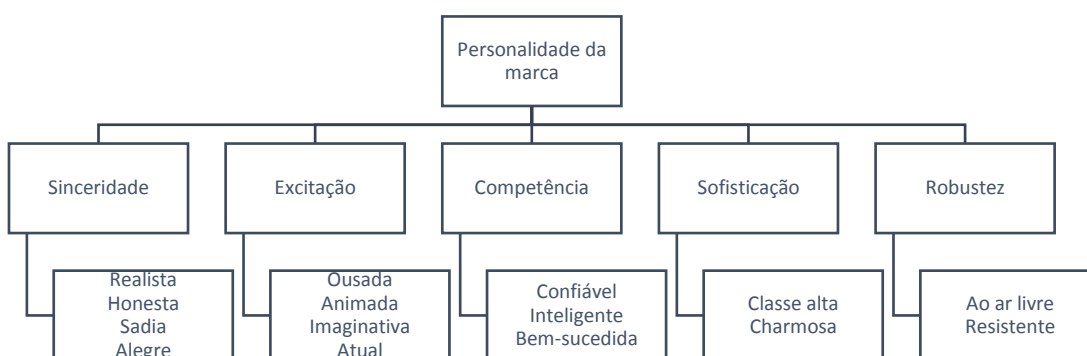 Personalidade da
marca
Sinceridade
Excitação
Competência
Sofisticação
Robustez
Realista
Honesta
Sadia
Alegre
Ousada
Animada
Imaginativa
Atual
Confiável
Inteligente
Bem-sucedida
Classe alta
Charmosa
Ao ar livre
Resistente